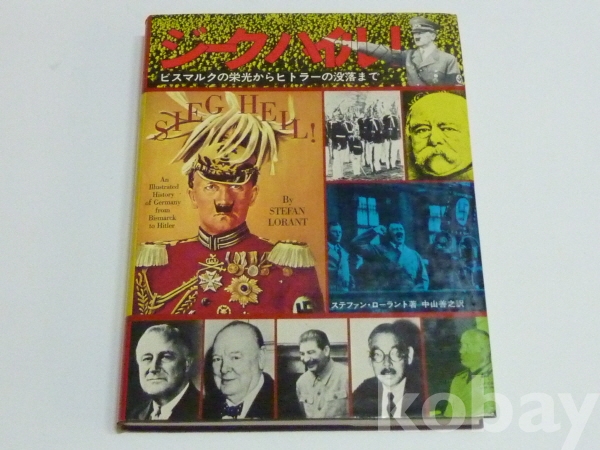 ジークハイル!
ビスマルクの栄光からヒトラーの没落まで
SIEG HEIL!
An
Illustrated
History
of Germany
from
Bismarck
to Hitler
By
STEFAN
LORANT
ステファン・ローラント著 中山善之訳
kobay